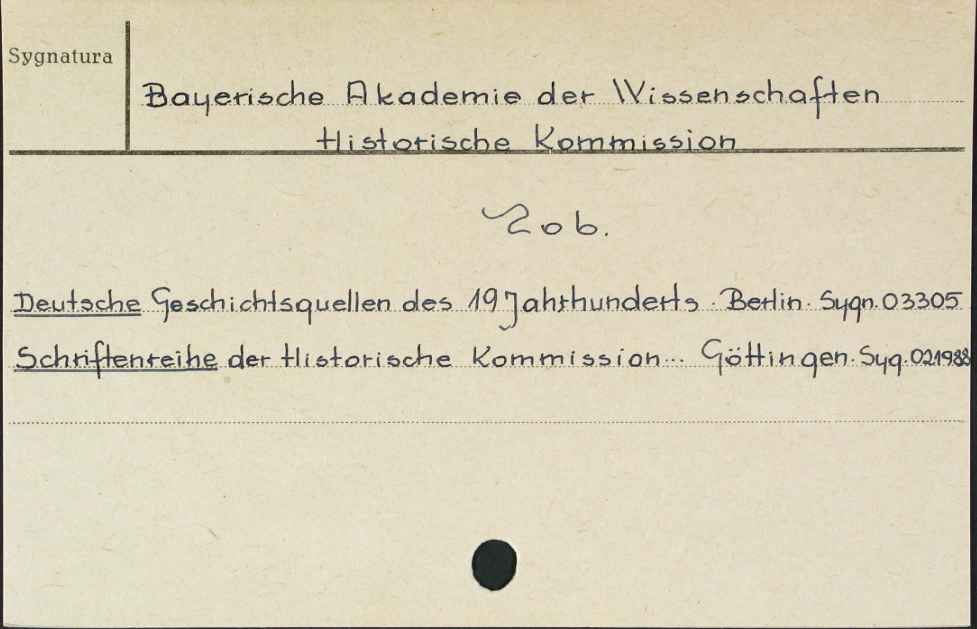 Sygnatura
Bayerische Akademie der Wissenschaften
Historische Kommission
Zob.
Deutsche Geschichtsquellen des 19 Jahrhunderts. Berlin. Sygn. 03305
Schriftenreihe der Historische Kommission... Göttingen. Syg. 021988